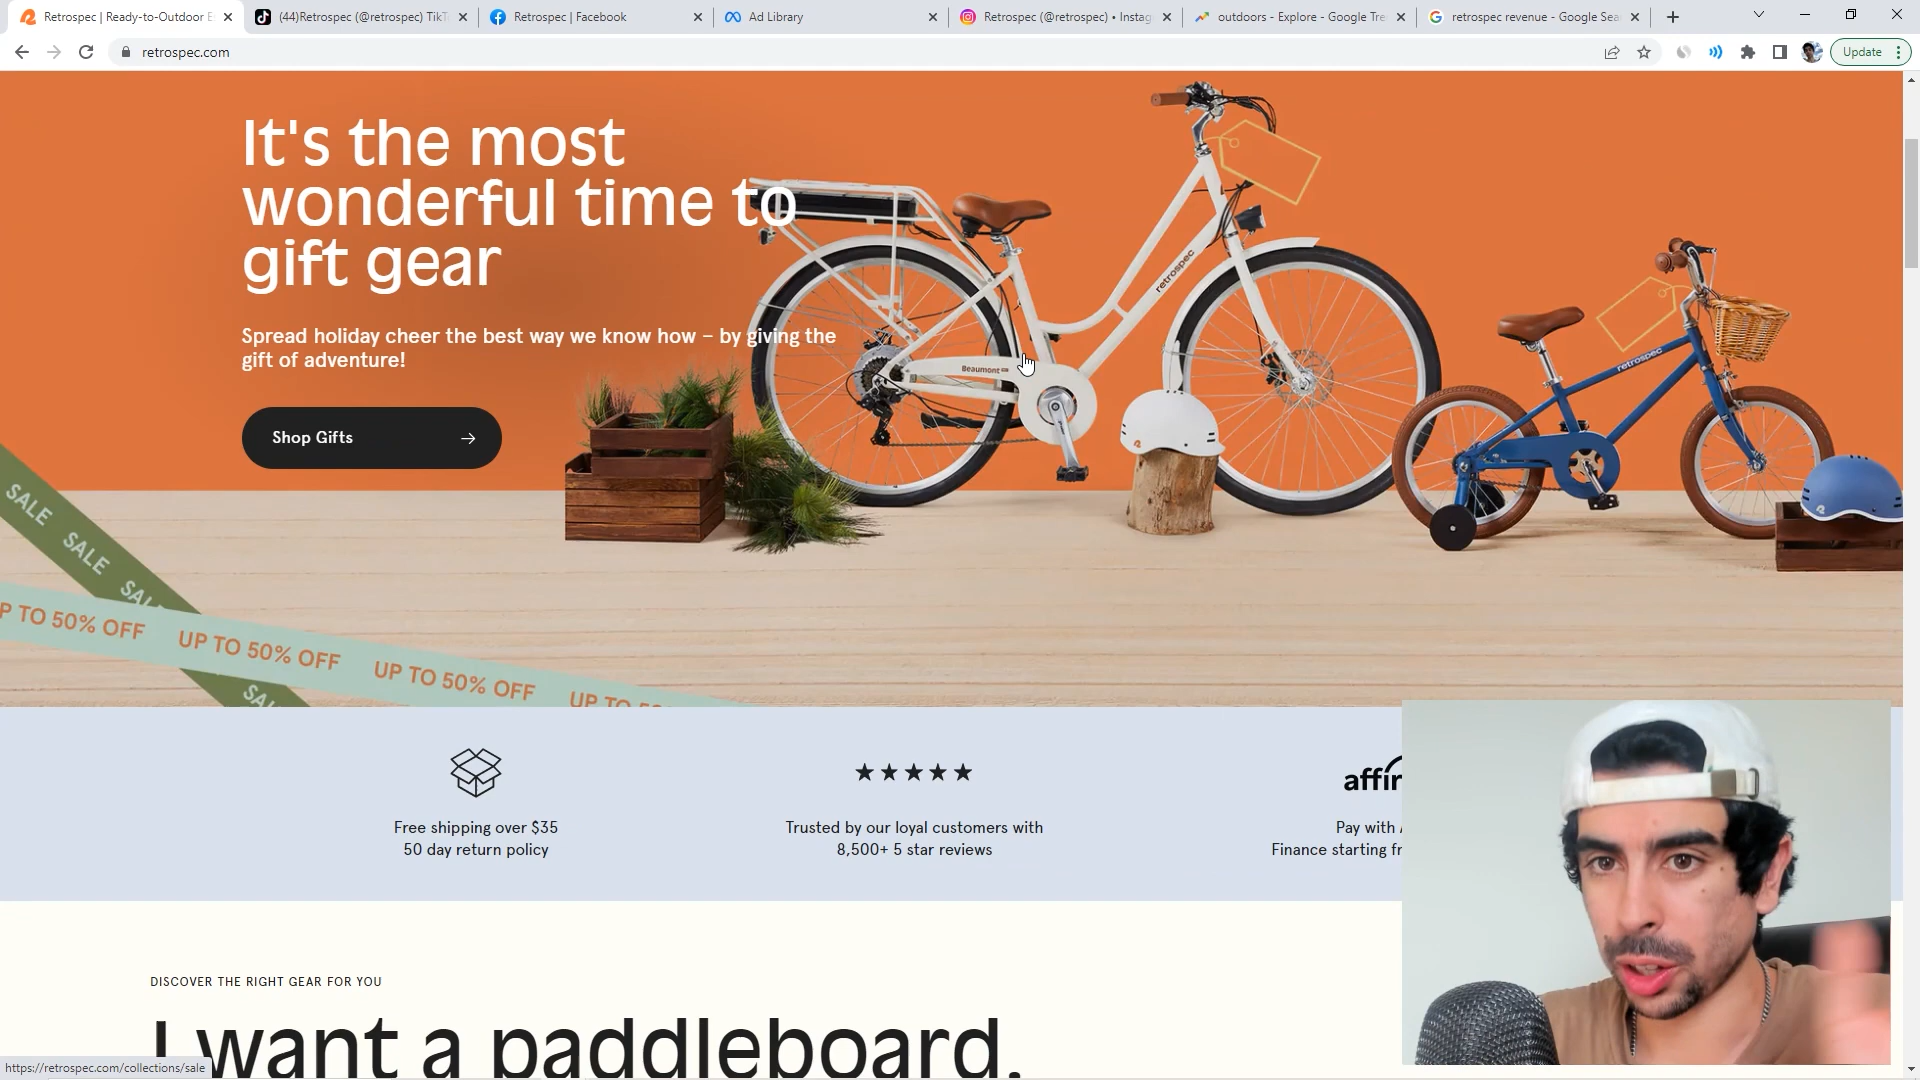 Retrospec | Ready-to-Outdoor E
(44)Retrospec (@retrospec) TikT
Retrospec | Facebook
Ad Library
Retrospec (@retrospec) • Instag
outdoors - Explore - Google Tre
retrospec revenue - Google Sea
retrospec.com
Update
It's the most
wonderful time to
gift gear
Spread holiday cheer the best way we know how – by giving the
gift of adventure!
Shop Gifts
retrospec
Beaumont
retrospec
SALE SALE SALE
P TO 50% OFF UP TO 50% OFF UP TO 50% OFF
SAL
Free shipping over $35
50 day return policy
Trusted by our loyal customers with
8,500+ 5 star reviews
affir
Pay with
Finance starting fr
DISCOVER THE RIGHT GEAR FOR YOU
I want a paddleboard.
https://retrospec.com/collections/sale